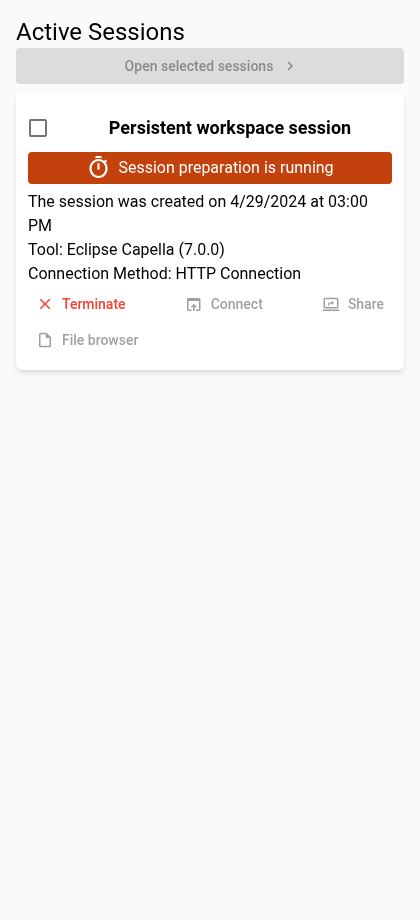 Active Sessions
Open selected sessions
Persistent workspace session
Session preparation is running
The session was created on 4/29/2024 at 03:00
PM
Tool: Eclipse Capella (7.0.0)
Connection Method: HTTP Connection
Terminate Connect Share
File browser